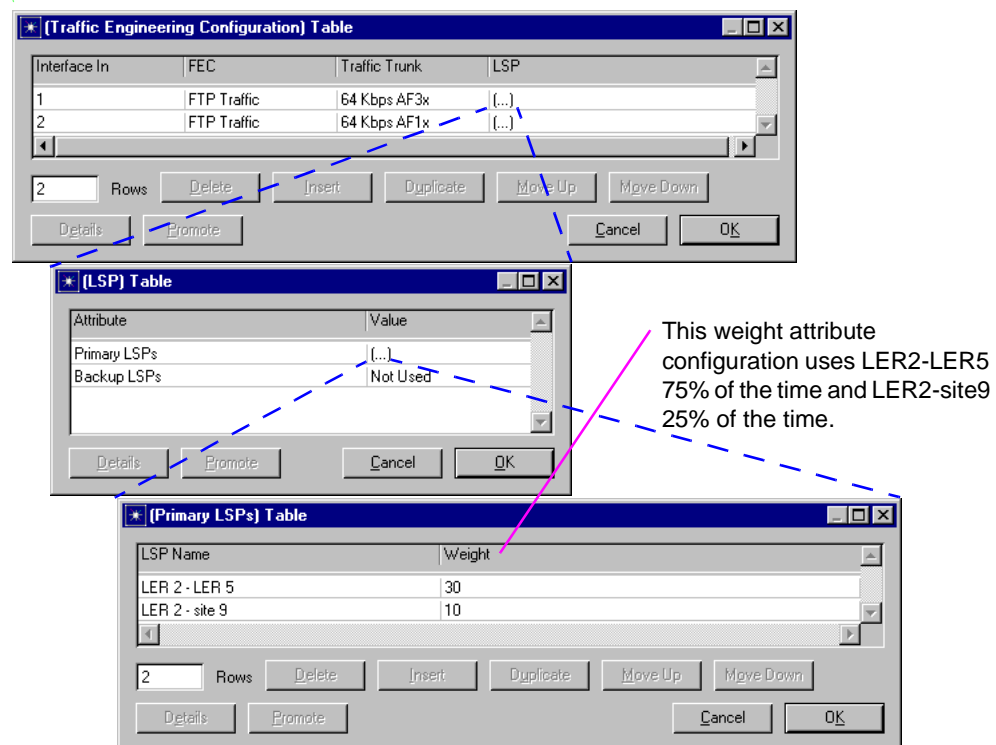 (Traffic Engineering Configuration) Table
Interface In FEC Traffic Trunk LSP
1 FTP Traffic 64 Kbps AF3x (...)
2 FTP Traffic 64 Kbps AF1x (...)
2 Rows Delete Insert Duplicate Move Up Move Down
Details Promote Cancel OK
(LSP) Table
Attribute Value
Primary LSPs (...)
Backup LSPs Not Used
Details Promote Cancel OK
This weight attribute
configuration uses LER2-LER5
75% of the time and LER2-site9
25% of the time.
(Primary LSPs) Table
LSP Name Weight
LER 2 - LER 5 30
LER 2 - site 9 10
2 Rows Delete Insert Duplicate Move Up Move Down
Details Promote Cancel OK